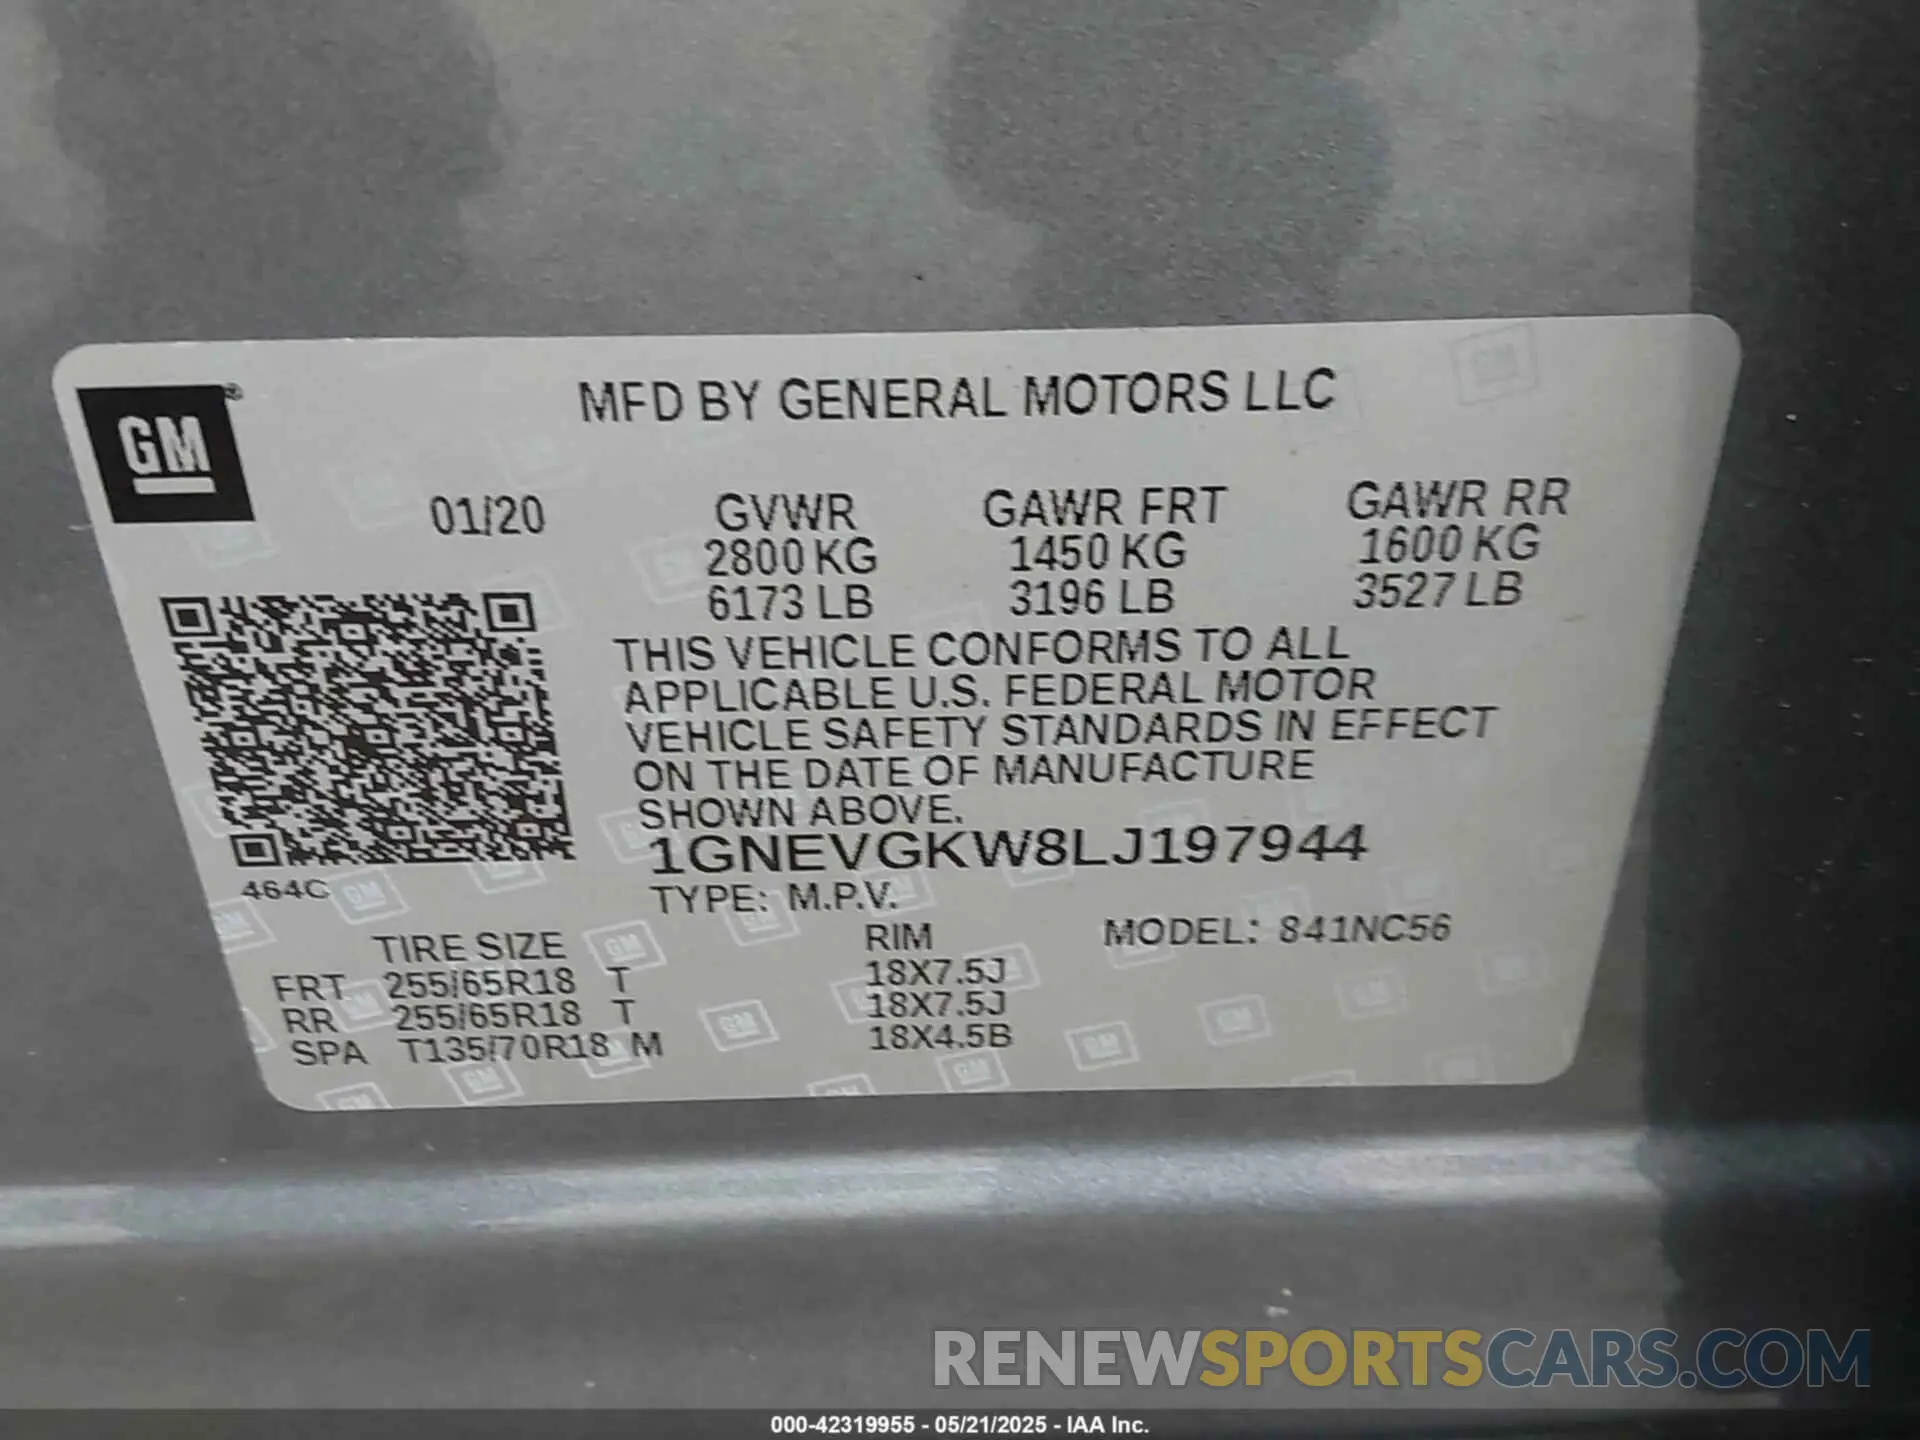 GM®
MFD BY GENERAL MOTORS LLC
01/20 GVWR GAWR FRT GAWR RR
2800 KG 1450 KG 1600 KG
6173 LB 3196 LB 3527 LB
THIS VEHICLE CONFORMS TO ALL
APPLICABLE U.S. FEDERAL MOTOR
VEHICLE SAFETY STANDARDS IN EFFECT
ON THE DATE OF MANUFACTURE
SHOWN ABOVE.
1GNEVGKW8LJ197944
464C
TYPE: M.P.V.
TIRE SIZE RIM MODEL: 841NC56
FRT 255/65R18 T 18X7.5J
RR 255/65R18 T 18X7.5J
SPA T135/70R18 M 18X4.5B
RENEWSPORTSCARS.COM
000-42319955 - 05/21/2025 - IAA Inc.